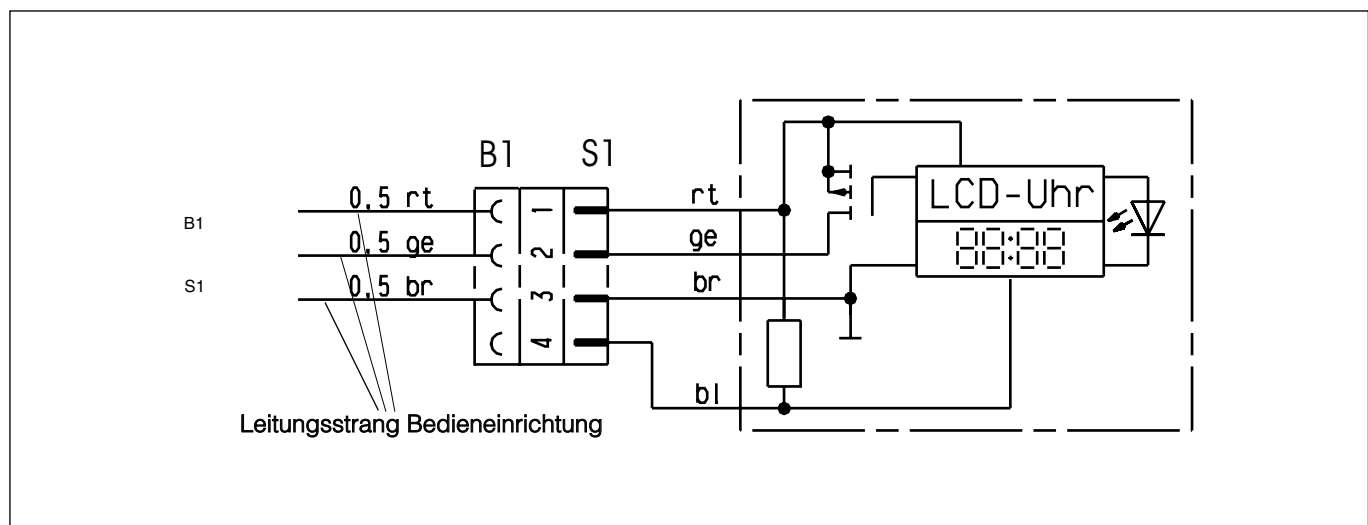 B1 S1
B1
S1
0,5 rt
0,5 ge
0,5 br
1
2
3
4
rt
ge
br
bl
LCD-Uhr
88:88
Leitungsstrang Bedieneinrichtung